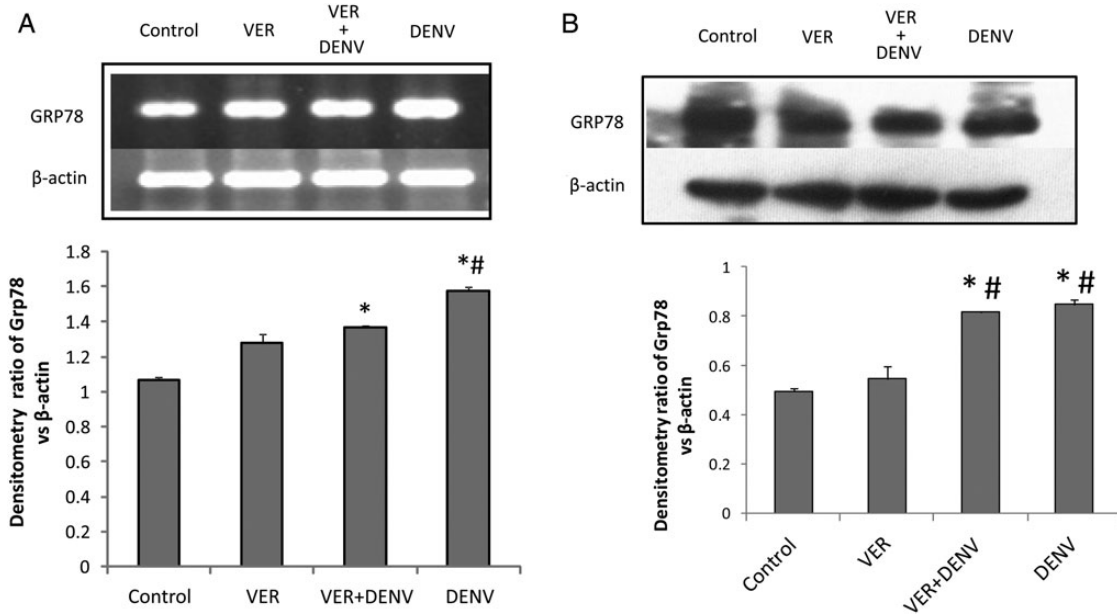 A
Control
VER
VER
+
DENV
DENV
GRP78
β-actin
Densitometry ratio of Grp78
vs β-actin
1.8
1.6
1.4
1.2
1
0.8
0.6
0.4
0.2
0
*
*#
Control
VER
VER+DENV
DENV
B
Control
VER
VER
+
DENV
DENV
GRP78
β-actin
Densitometry ratio of Grp78
vs β-actin
1
0.8
0.6
0.4
0.2
0
* #
* #
Control
VER
VER+DENV
DENV